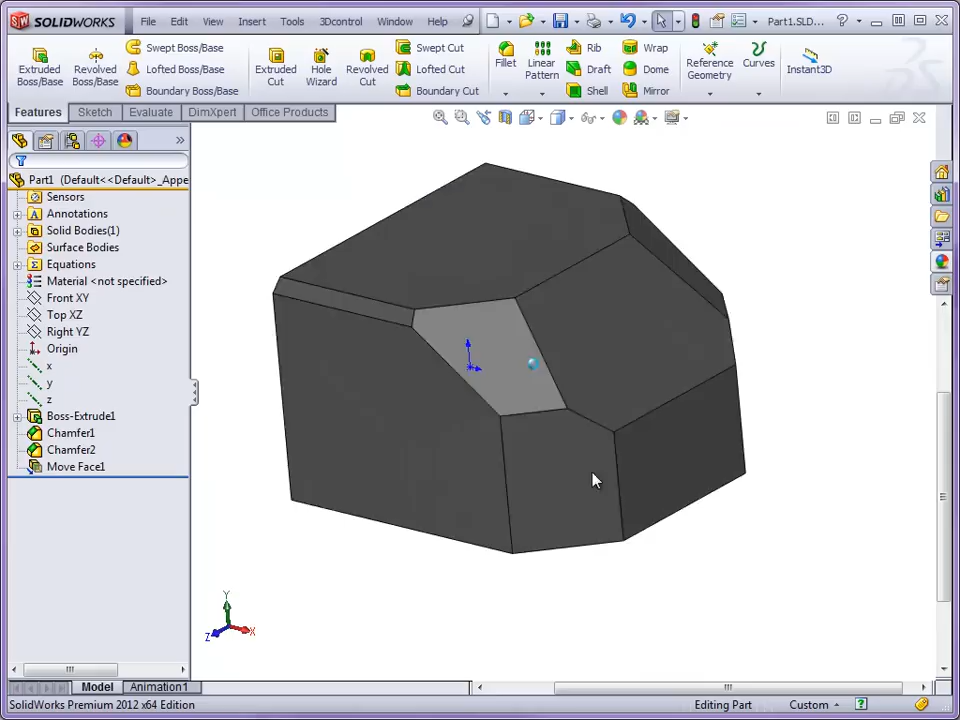 SOLIDWORKS File Edit View Insert Tools 3Dcontrol Window Help Part1.SLD...
Extruded Boss/Base
Revolved Boss/Base
Swept Boss/Base
Lofted Boss/Base
Boundary Boss/Base
Extruded Cut
Hole Wizard
Revolved Cut
Swept Cut
Lofted Cut
Boundary Cut
Fillet
Linear Pattern
Rib
Draft
Shell
Wrap
Dome
Mirror
Reference Geometry
Curves
Instant3D
Features Sketch Evaluate DimXpert Office Products
Part1 (Default<<Default>_Appe
Sensors
Annotations
Solid Bodies(1)
Surface Bodies
Equations
Material <not specified>
Front XY
Top XZ
Right YZ
Origin
x
y
z
Boss-Extrude1
Chamfer1
Chamfer2
Move Face1
Y
Z
X
Model Animation1
SolidWorks Premium 2012 x64 Edition Editing Part Custom